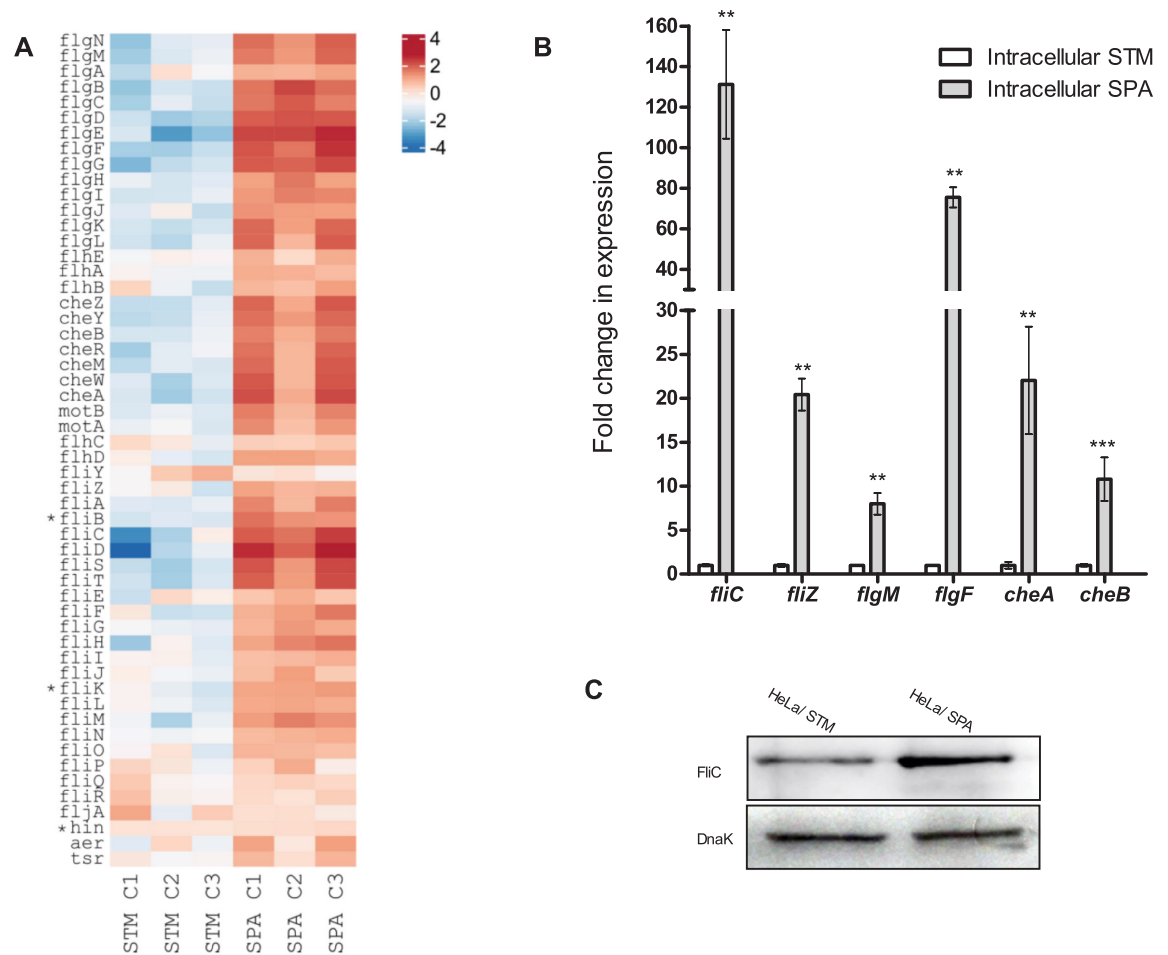 A
flgN
flgM
flgA
flgB
flgC
flgD
flgE
flgF
flgG
flgH
flgI
flgJ
flgK
flgL
flhE
flhA
flhB
cheZ
cheY
cheB
cheR
cheM
cheW
cheA
motB
motA
flhC
flhD
fliY
fliZ
fliA
*fliB
fliC
fliD
fliS
fliT
fliE
fliF
fliG
fliH
fliI
fliJ
*fliK
fliL
fliM
fliN
fliO
fliP
fliQ
fliR
fljA
*hin
aer
tsr
STM C1
STM C2
STM C3
SPA C1
SPA C2
SPA C3
4
2
0
-2
-4
B
Fold change in expression
160
140
120
100
80
60
40
30
25
20
15
10
5
0
**
**
**
**
**
***
Intracellular STM
Intracellular SPA
fliC fliZ flgM flgF cheA cheB
C
HeLa/ STM
HeLa/ SPA
FliC
DnaK